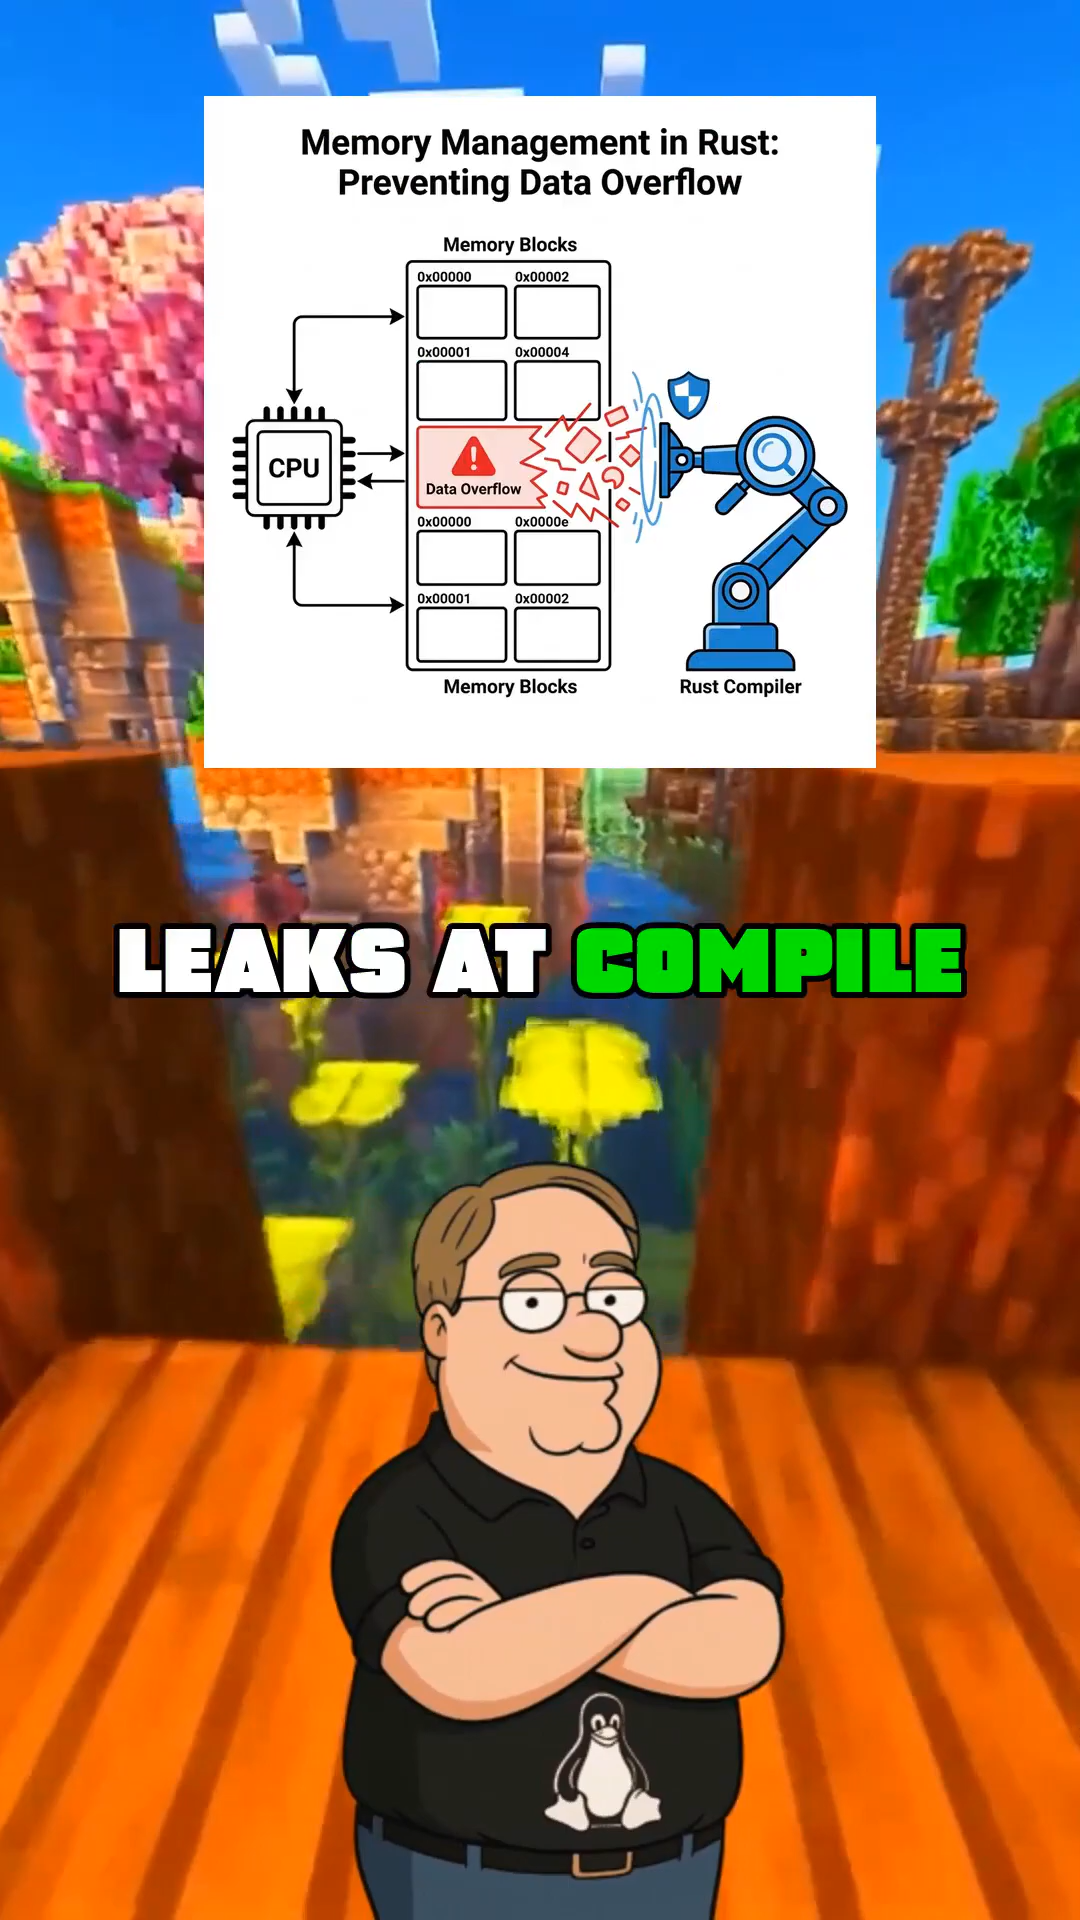 Memory Management in Rust:
Preventing Data Overflow
Memory Blocks
0x00000 0x00002
0x00001 0x00004
CPU
Data Overflow
0x00000 0x0000e
0x00001 0x00002
Memory Blocks
Rust Compiler
LEAKS AT COMPILE